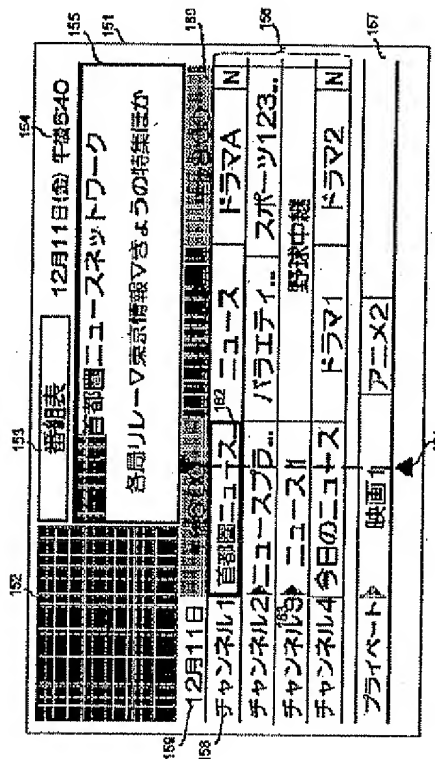 153
154
155
151
152
番組表
12月11日(金) 午後5:40
首都圏ニュースネットワーク
各局リレー▽東京情報▽きょうの特集ほか
159
12月11日
162
156
158
チャンネル1 首都圏ニュース ニュース ドラマA N
チャンネル2 ニュースプラ... バラエティ... スポーツ123...
チャンネル3 ニュース11 野球中継
163
チャンネル4 今日のニュース ドラマ1 ドラマ2 N
プライベート 映画1 アニメ2
157